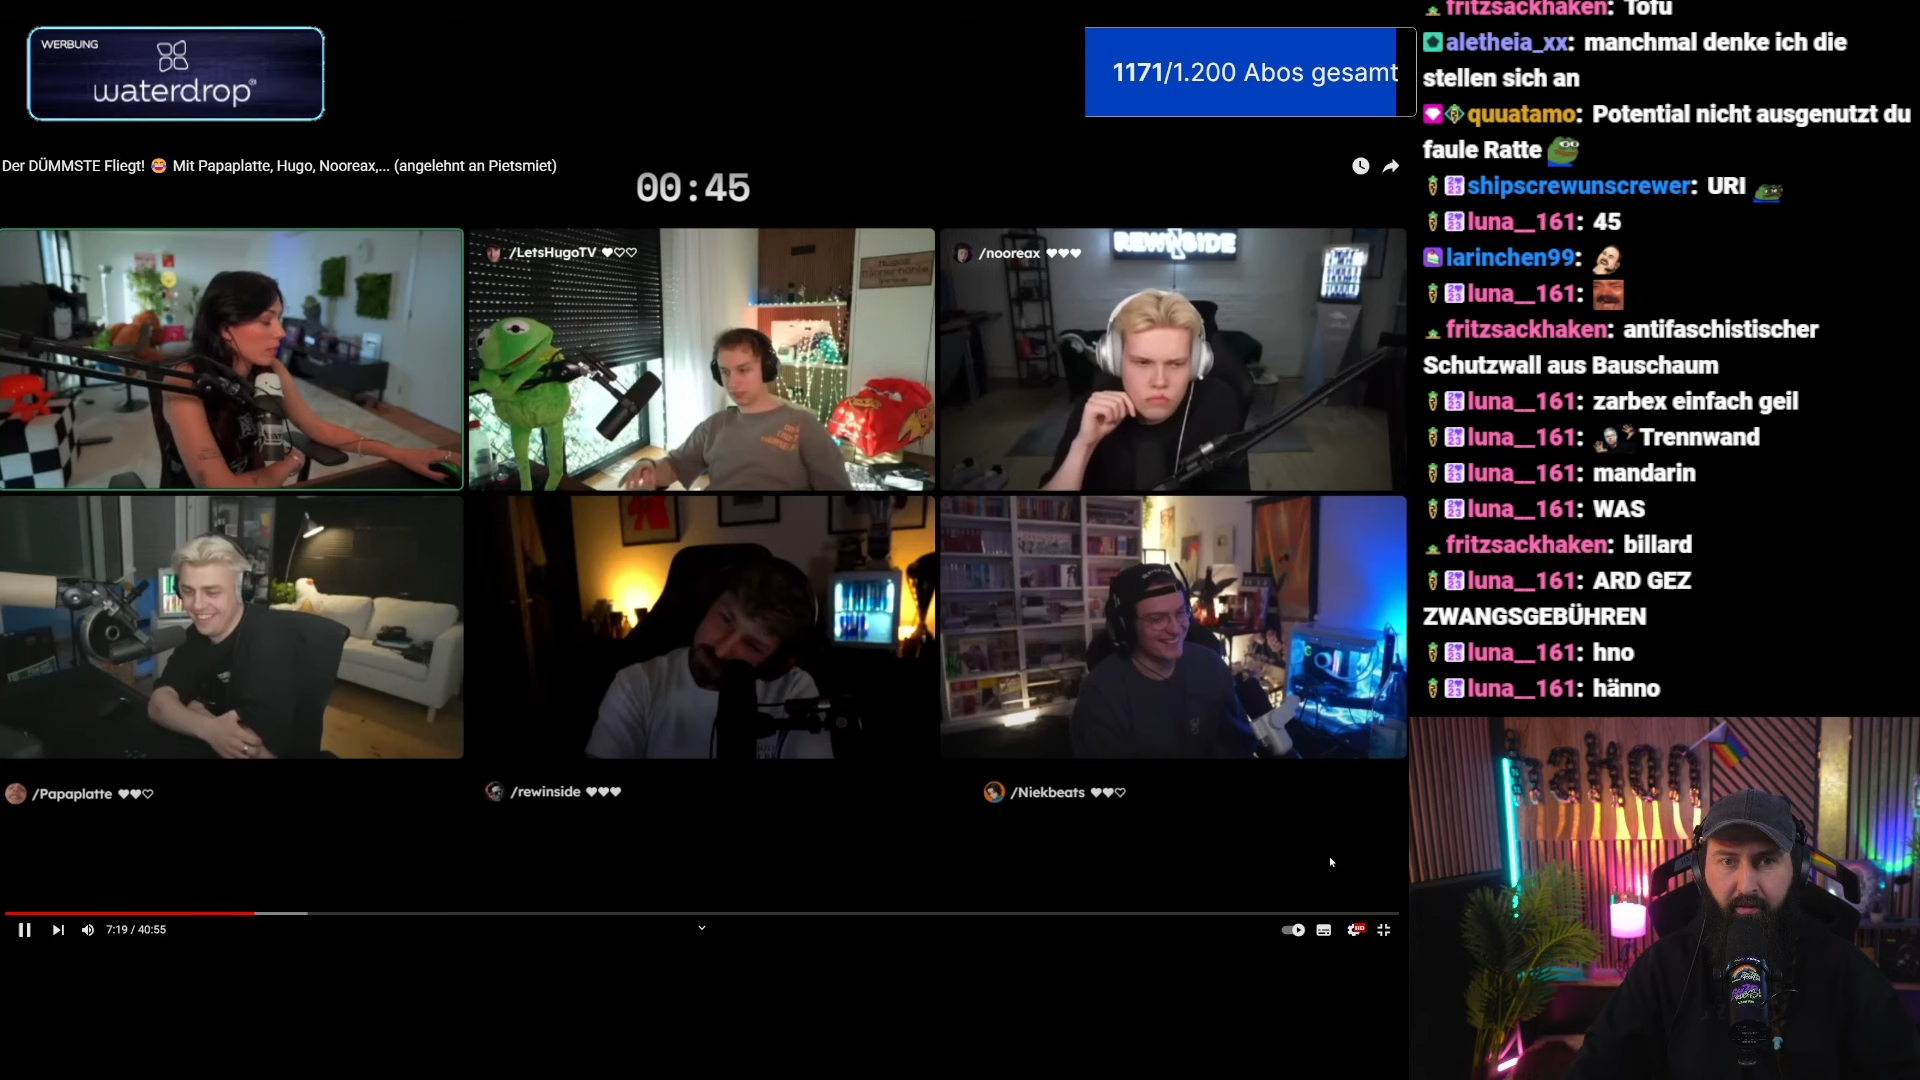 WERBUNG
waterdrop®
1171/1.200 Abos gesamt
Der DÜMMSTE Fliegt! 😂 Mit Papaplatte, Hugo, Nooreax,... (angelehnt an Pietsmiet)
00:45
/LetsHugoTV ♥♡♡
/nooreax ♥♥♥
REWINSIDE
/Papaplatte ♥♥♡
/rewinside ♥♥♥
/Niekbeats ♥♥♡
7:19 / 40:55
HD
fritzsackhaken: Tofu
aletheia_xx: manchmal denke ich die
stellen sich an
quuatamo: Potential nicht ausgenutzt du
faule Ratte
shipscrewunscrewer: URI
luna__161: 45
larinchen99:
luna__161:
fritzsackhaken: antifaschistischer
Schutzwall aus Bauschaum
luna__161: zarbex einfach geil
luna__161: Trennwand
luna__161: mandarin
luna__161: WAS
fritzsackhaken: billard
luna__161: ARD GEZ
ZWANGSGEBÜHREN
luna__161: hno
luna__161: hänno